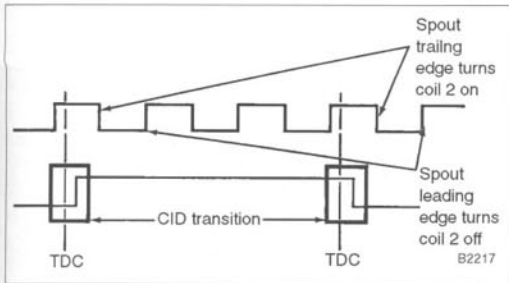 Spout
trailng
edge turns
coil 2 on
Spout
leading
edge turns
coil 2 off
CID transition
TDC
TDC
B2217